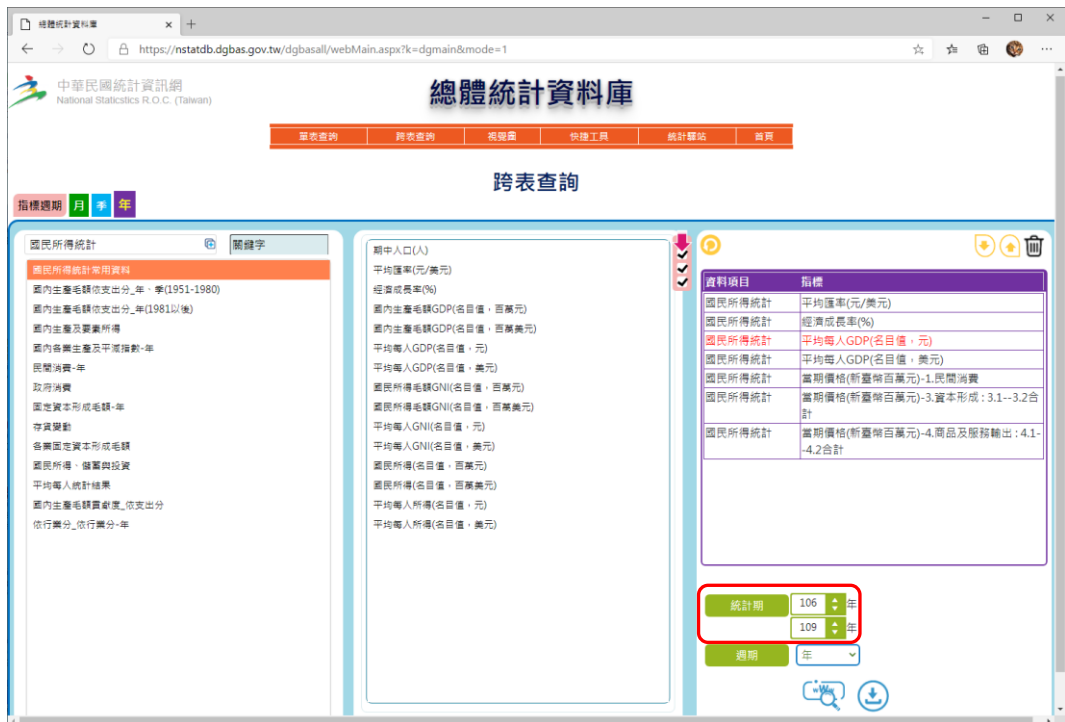 總體統計資料庫
https://nstatdb.dgbas.gov.tw/dgbasall/webMain.aspx?k=dgmain&mode=1
中華民國統計資訊網
National Staticstics R.O.C. (Taiwan)
總體統計資料庫
單表查詢 跨表查詢 視覺圖 快捷工具 統計驛站 首頁
跨表查詢
指標週期 月 季 年
國民所得統計 關鍵字
國民所得統計常用資料
國內生產毛額依支出分_年、季(1951-1980)
國內生產毛額依支出分_年(1981以後)
國內生產及要素所得
國內各業生產及平減指數-年
民間消費-年
政府消費
固定資本形成毛額-年
存貨變動
各業固定資本形成毛額
國民所得、儲蓄與投資
平均每人統計結果
國內生產毛額貢獻度_依支出分
依行業分_依行業分-年
期中人口(人)
平均匯率(元/美元)
經濟成長率(%)
國內生產毛額GDP(名目值，百萬元)
國內生產毛額GDP(名目值，百萬美元)
平均每人GDP(名目值，元)
平均每人GDP(名目值，美元)
國民所得毛額GNI(名目值，百萬元)
國民所得毛額GNI(名目值，百萬美元)
平均每人GNI(名目值，元)
平均每人GNI(名目值，美元)
國民所得(名目值，百萬元)
國民所得(名目值，百萬美元)
平均每人所得(名目值，元)
平均每人所得(名目值，美元)
資料項目 指標
國民所得統計 平均匯率(元/美元)
國民所得統計 經濟成長率(%)
國民所得統計 平均每人GDP(名目值，元)
國民所得統計 平均每人GDP(名目值，美元)
國民所得統計 當期價格(新臺幣百萬元)-1.民間消費
國民所得統計 當期價格(新臺幣百萬元)-3.資本形成：3.1--3.2合
計
國民所得統計 當期價格(新臺幣百萬元)-4.商品及服務輸出：4.1-
-4.2合計
統計期 106 年
109 年
週期 年
www